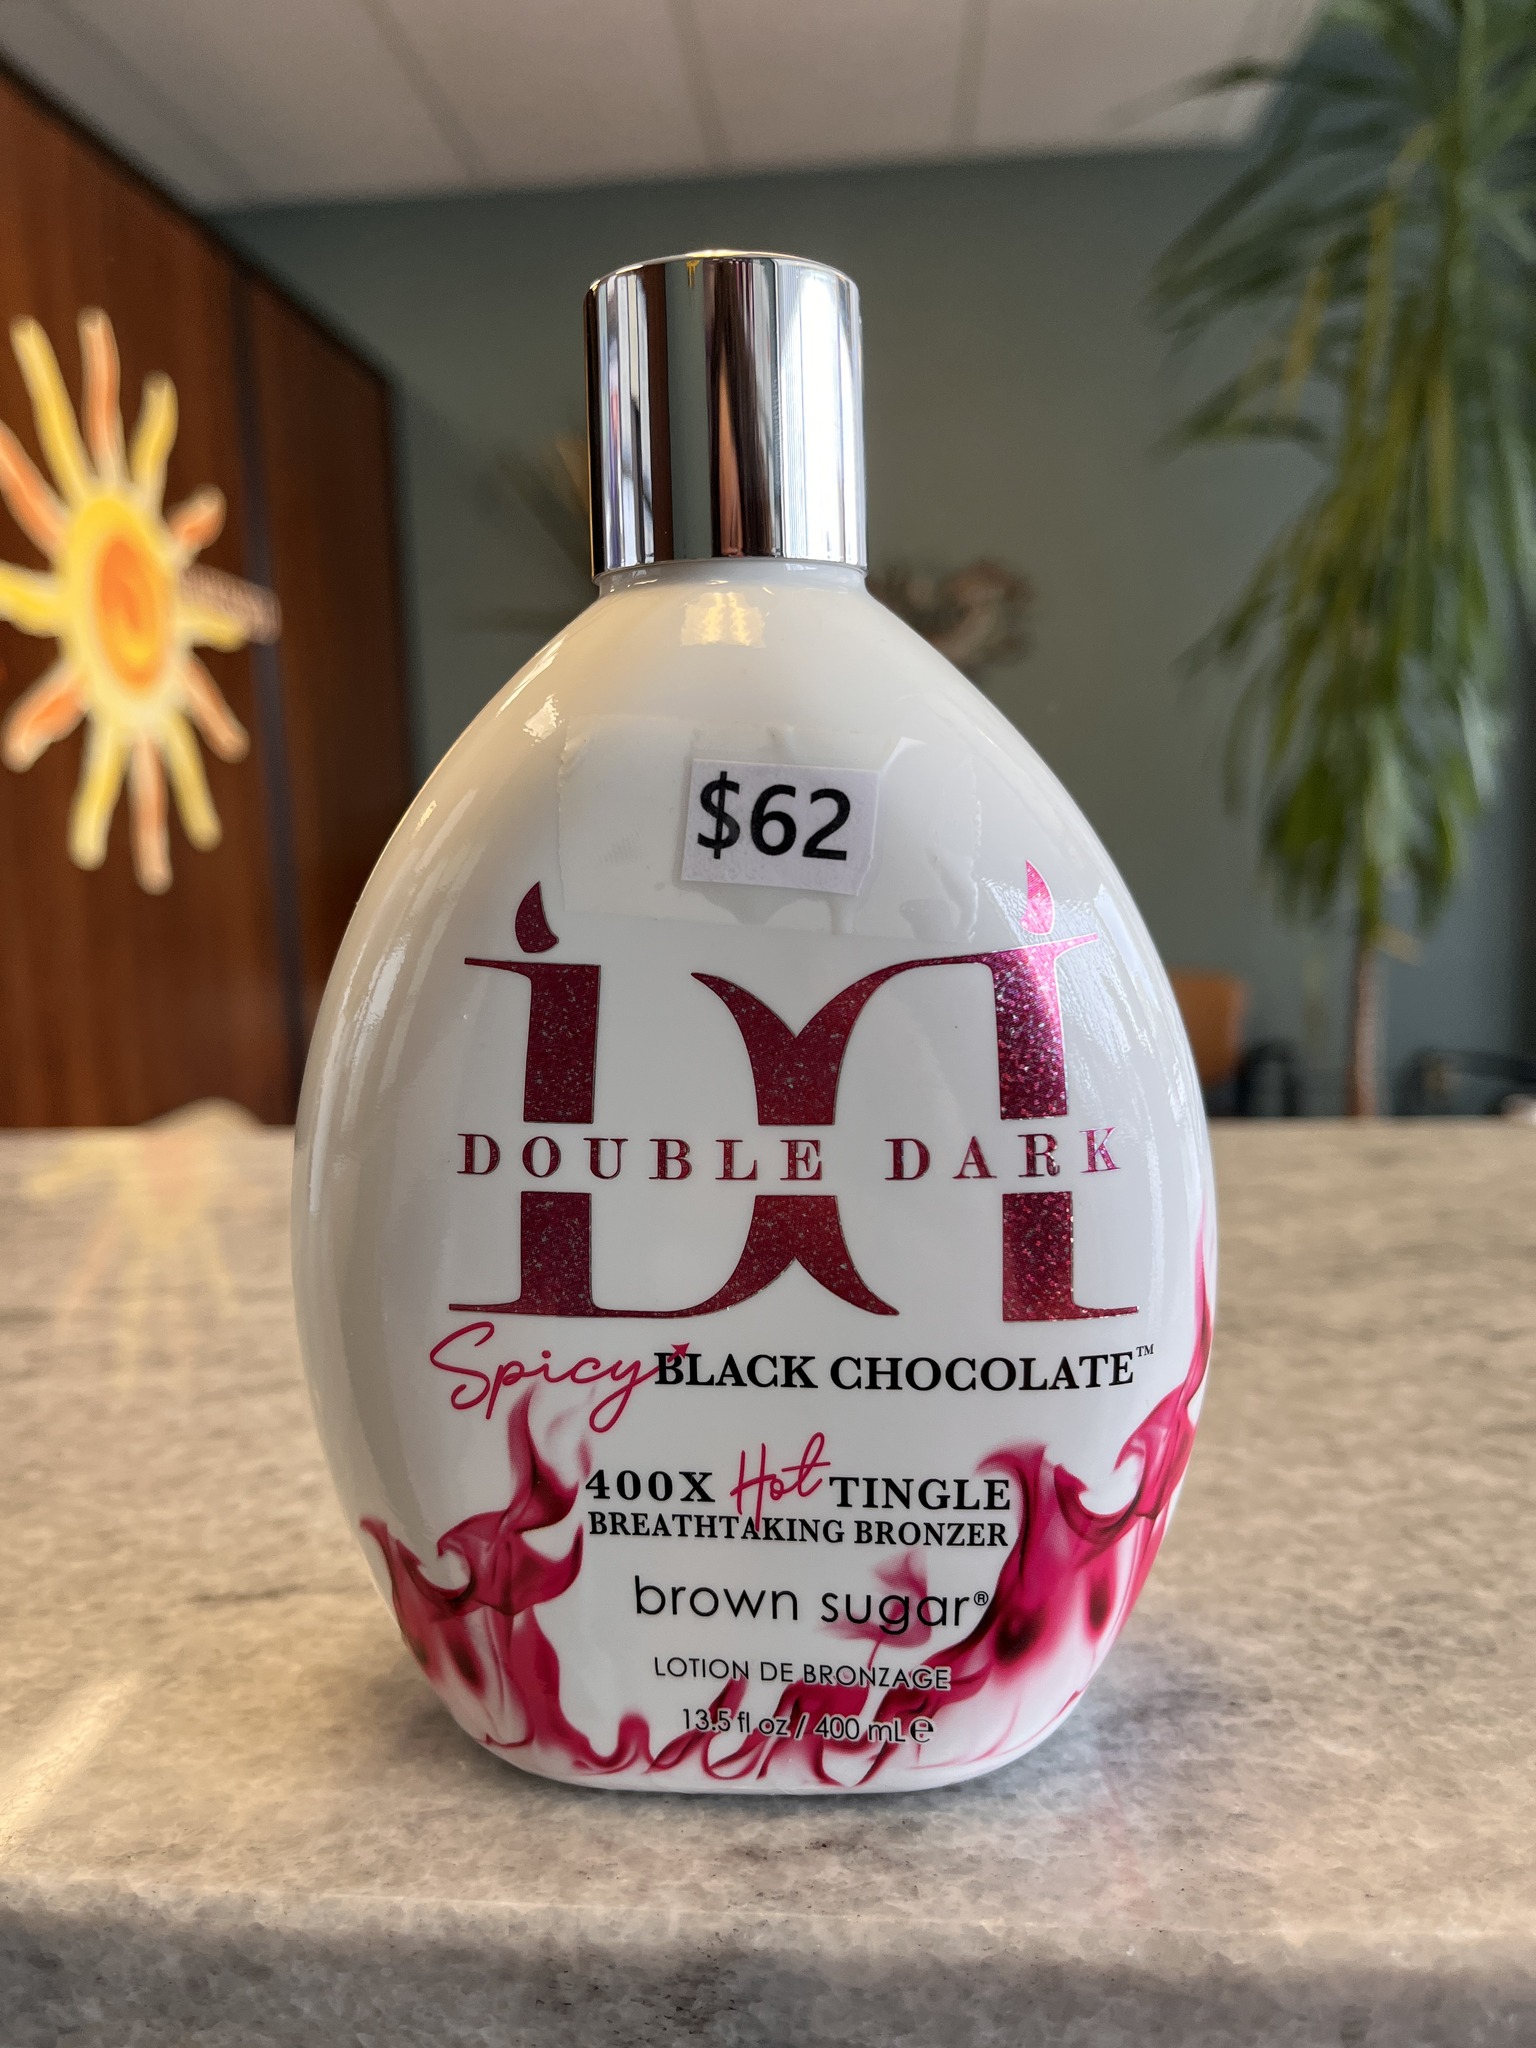 $62
DD
DOUBLE DARK
Spicy BLACK CHOCOLATE™
400X Hot TINGLE
BREATHTAKING BRONZER
brown sugar®
LOTION DE BRONZAGE
13.5 fl oz / 400 mL ℮